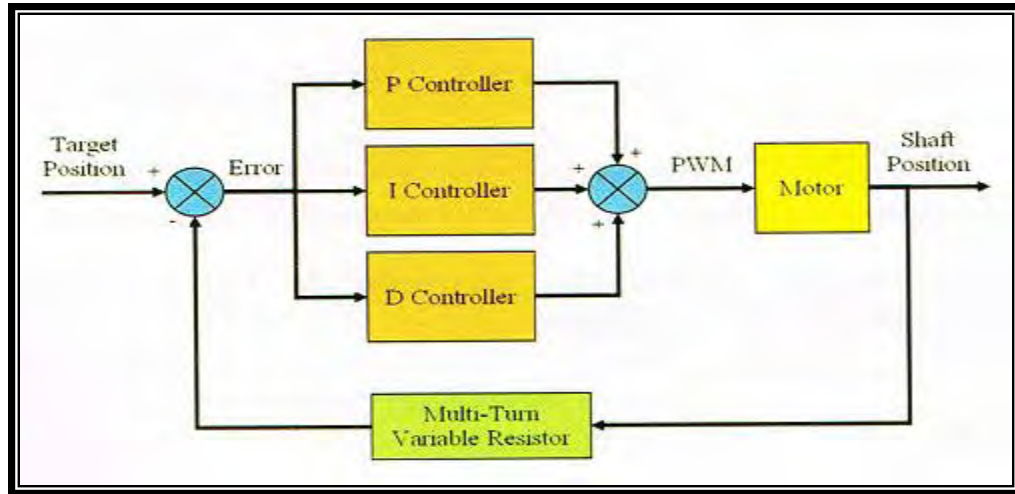 P Controller
Target
Position
+
Error
-
I Controller
+
+
+
PWM
Motor
Shaft
Position
D Controller
Multi-Turn
Variable Resistor